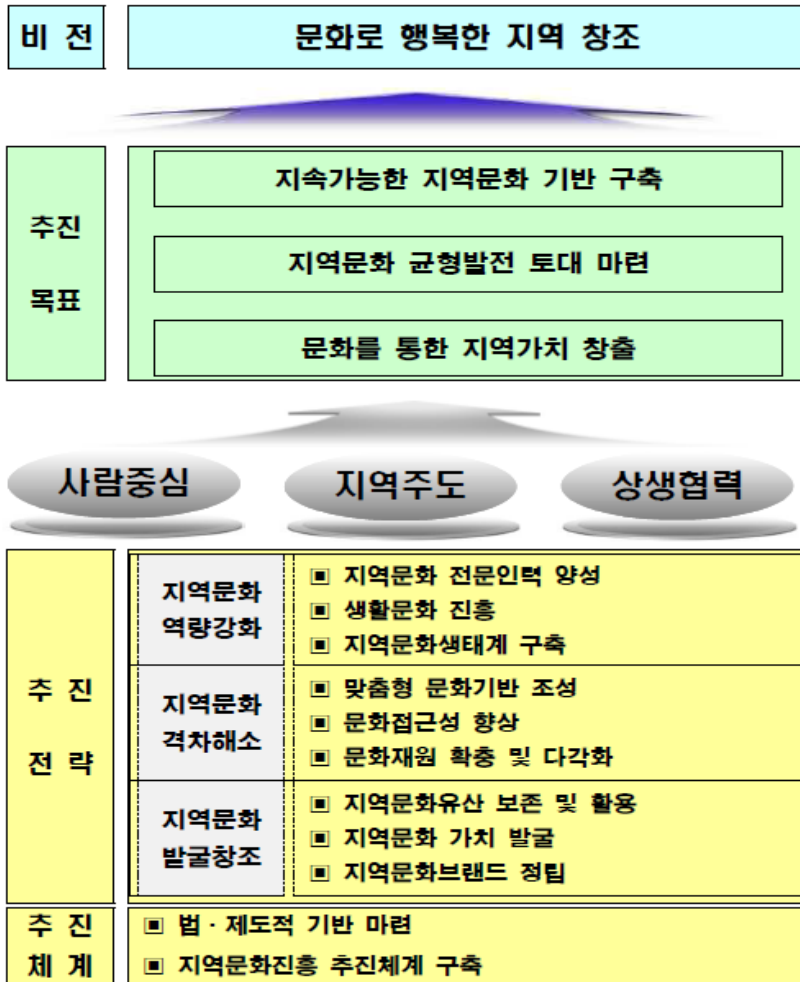 비 전
문화로 행복한 지역 창조
추진
목표
지속가능한 지역문화 기반 구축
지역문화 균형발전 토대 마련
문화를 통한 지역가치 창출
사람중심 지역주도 상생협력
추 진
전 략
지역문화
역량강화
▣ 지역문화 전문인력 양성
▣ 생활문화 진흥
▣ 지역문화생태계 구축
지역문화
격차해소
▣ 맞춤형 문화기반 조성
▣ 문화접근성 향상
▣ 문화재원 확충 및 다각화
지역문화
발굴창조
▣ 지역문화유산 보존 및 활용
▣ 지역문화 가치 발굴
▣ 지역문화브랜드 정립
추 진
체 계
▣ 법·제도적 기반 마련
▣ 지역문화진흥 추진체계 구축